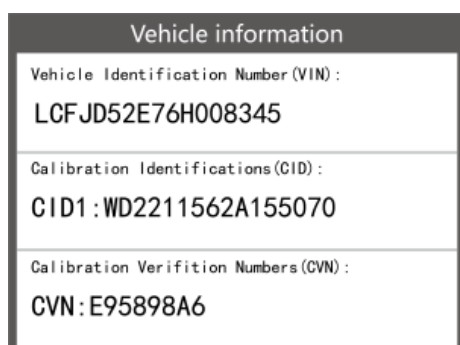 Vehicle information
Vehicle Identification Number(VIN):
LCFJD52E76H008345
Calibration Identifications(CID):
CID1:WD2211562A155070
Calibration Verifition Numbers(CVN):
CVN:E95898A6